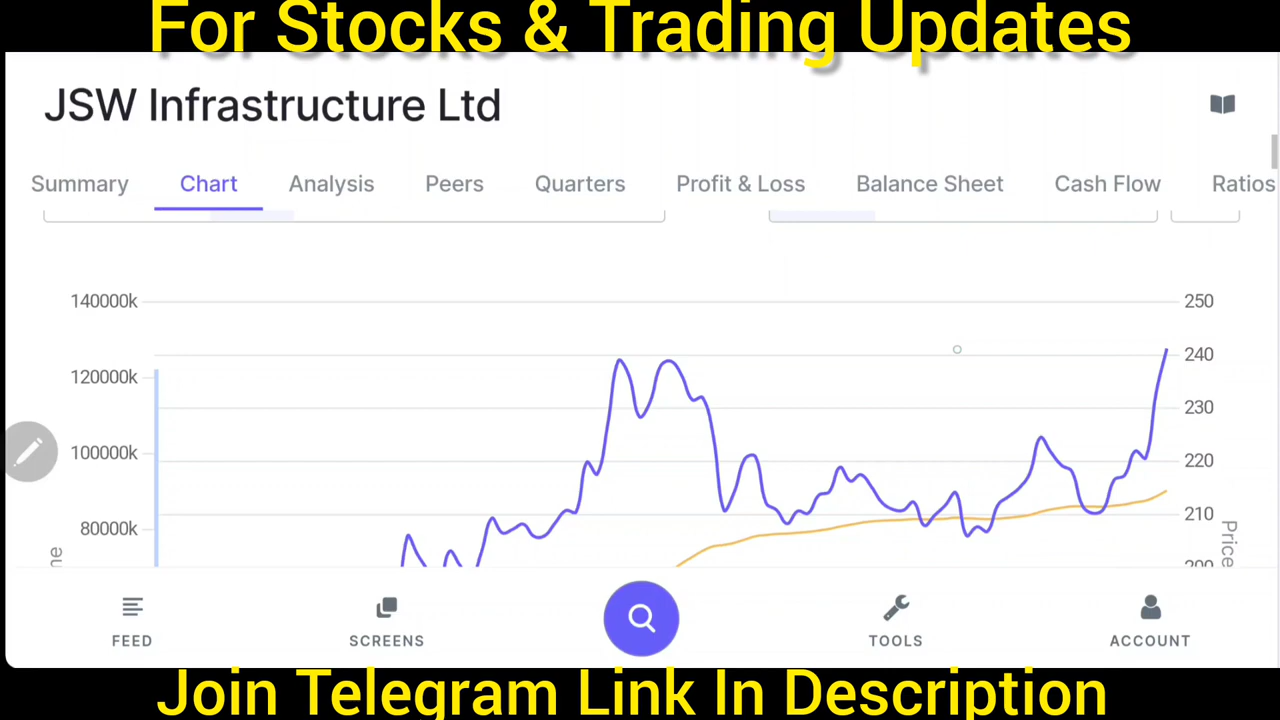 For Stocks & Trading Updates
JSW Infrastructure Ltd
Summary Chart Analysis Peers Quarters Profit & Loss Balance Sheet Cash Flow Ratios
140000k 250
240
120000k
230
100000k 220
80000k 210
Price
FEED SCREENS TOOLS ACCOUNT
Join Telegram Link In Description